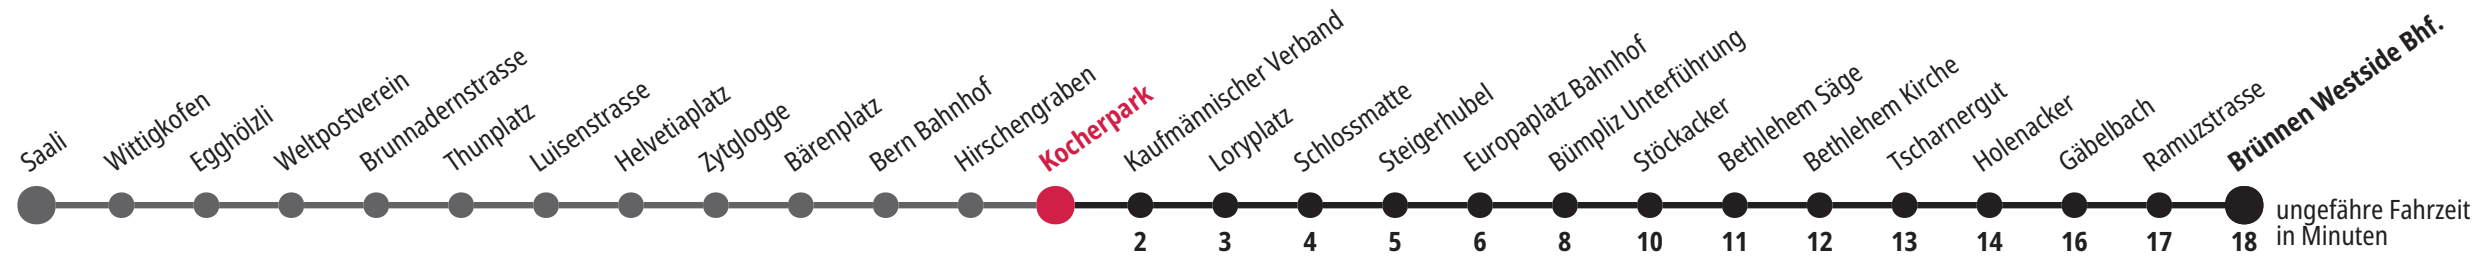 Saali
Wittigkofen
Egghölzli
Weltpostverein
Brunnadernstrasse
Thunplatz
Luisenstrasse
Helvetiaplatz
Zytglogge
Bärenplatz
Bern Bahnhof
Hirschengraben
Kocherpark
Kaufmännischer Verband
Loryplatz
Schlossmatte
Steigerhubel
Europaplatz Bahnhof
Bümpliz Unterführung
Stöckacker
Bethlehem Säge
Bethlehem Kirche
Tscharnergut
Holenacker
Gäbelbach
Ramuzstrasse
Brünnen Westside Bhf.
2 3 4 5 6 8 10 11 12 13 14 16 17 18
ungefähre Fahrzeit
in Minuten